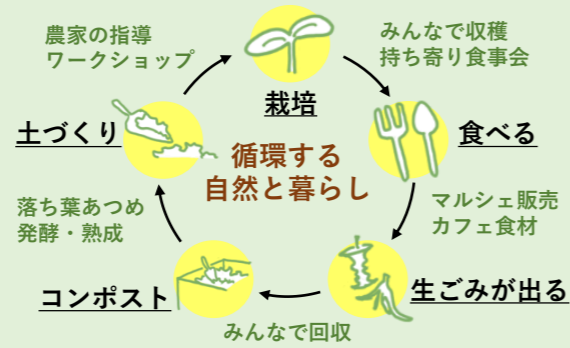 農家の指導
ワークショップ
みんなで収穫
持ち寄り食事会
栽培
土づくり
食べる
循環する
自然と暮らし
落ち葉あつめ
発酵・熟成
マルシェ販売
カフェ食材
コンポスト
生ごみが出る
みんなで回収